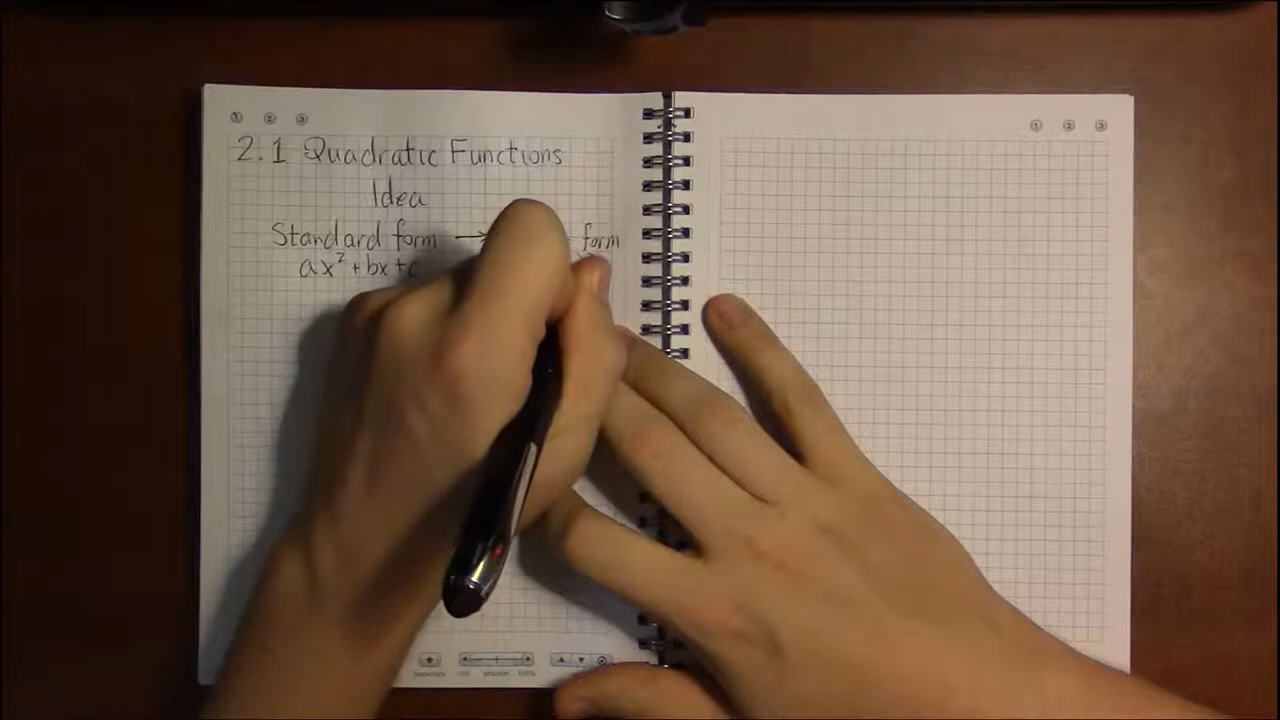 ① ② ③
① ② ③
2.1 Quadratic Functions
Idea
Standard form → form
ax² + bx + c